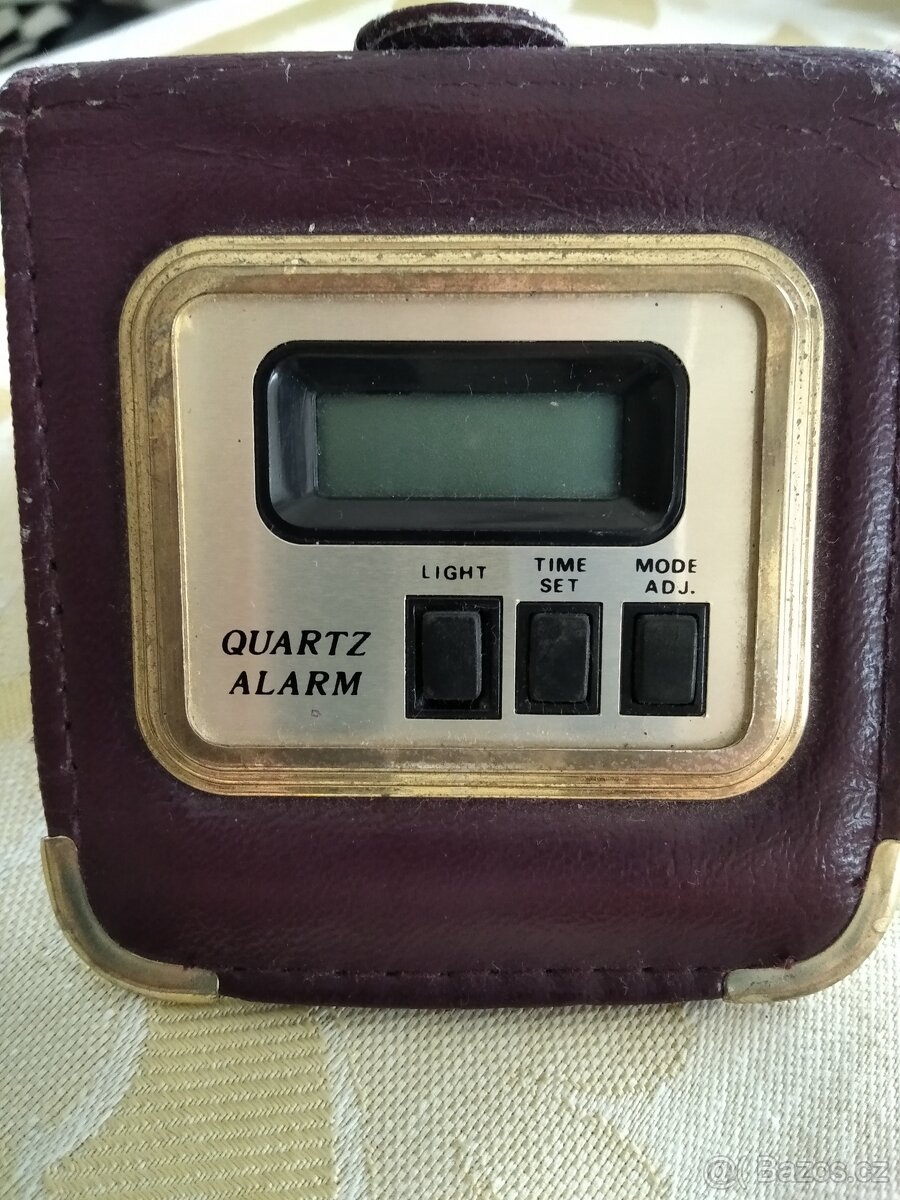 LIGHT
TIME
SET
MODE
ADJ.
QUARTZ
ALARM
@ Bazos.cz